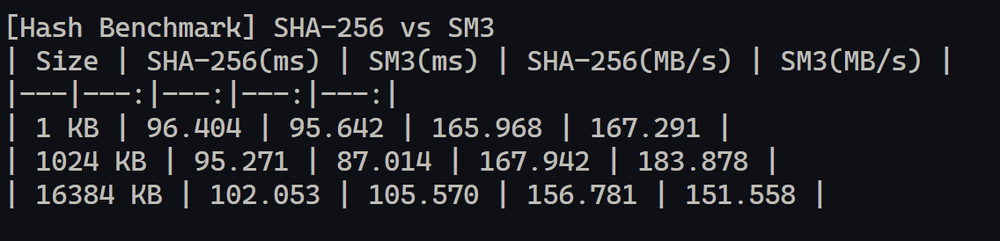 [Hash Benchmark] SHA-256 vs SM3
| Size | SHA-256(ms) | SM3(ms) | SHA-256(MB/s) | SM3(MB/s) |
|---|---:|---:|---:|---:|
| 1 KB | 96.404 | 95.642 | 165.968 | 167.291 |
| 1024 KB | 95.271 | 87.014 | 167.942 | 183.878 |
| 16384 KB | 102.053 | 105.570 | 156.781 | 151.558 |